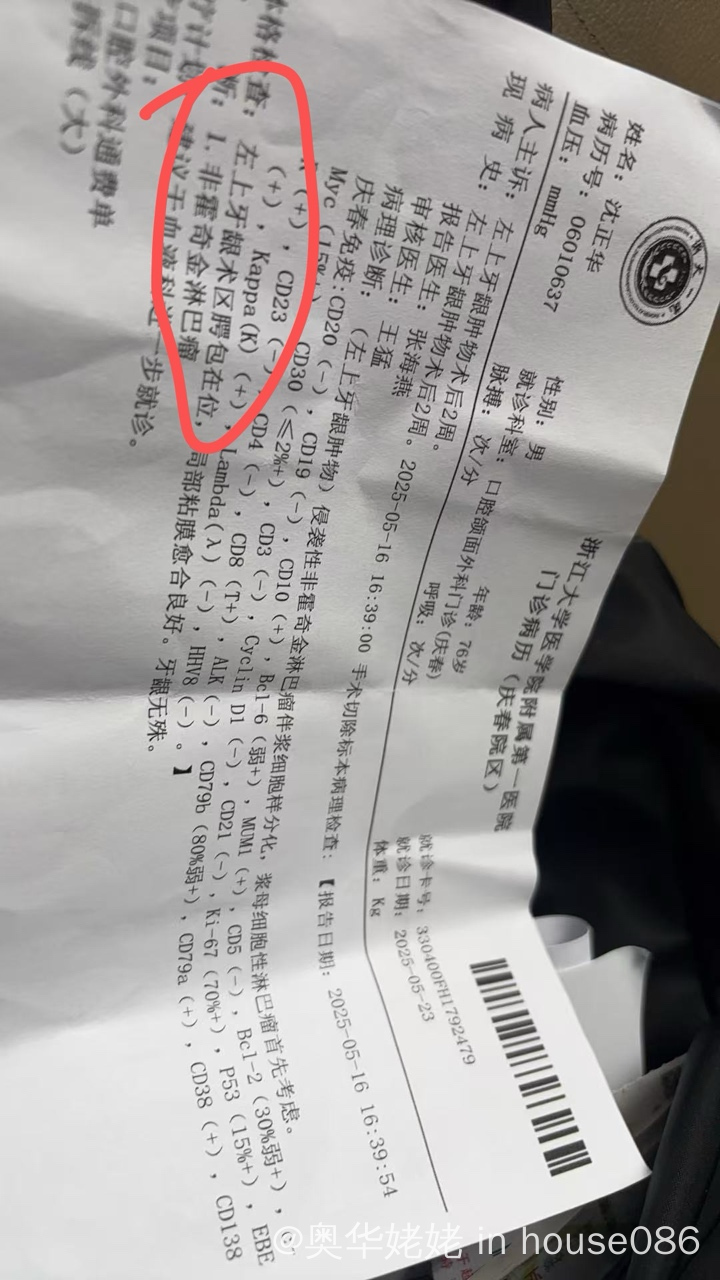 浙江大学医学院附属第一医院
门诊病历（庆春院区）
姓名： 沈正华 性别： 男 年龄： 76岁 就诊卡号： 330400FH1792479
病历号： 06010637 就诊科室： 口腔颌面外科门诊(庆春) 就诊日期： 2025-05-23
血压： mmHg 脉搏： 次/分 呼吸： 次/分 体重： Kg
病人主诉： 左上牙龈肿物术后2周。
现 病 史： 左上牙龈肿物术后2周。 2025-05-16 16:39:00 手术切除标本病理检查： 【报告日期： 2025-05-16 16:39:54
报告医生： 张海燕
审核医生： 王猛
病理诊断： （左上牙龈肿物）侵袭性非霍奇金淋巴瘤伴浆细胞样分化，浆母细胞性淋巴瘤首先考虑。
庆春免疫:CD20（-），CD19（-），CD10（+），Bcl-6（弱+），MUM1（+），CD5（-），Bcl-2（30%弱+），
Myc（15%+），CD30（≤2%+），CD3（-），Cyclin D1（-），CD21（-），Ki-67（70%+），P53（15%+），EBE
（+），CD23（-），CD4（-），CD8（T+），ALK（-），CD79b（80%弱+），CD79a（+），CD38（+），CD138
（+），Kappa(κ)（+），Lambda(λ)（-），HHV8（-）。】
检查： 左上牙龈术区腭包在位，局部粘膜愈合良好。牙龈无殊。
断： 1.非霍奇金淋巴瘤
疗计划： 建议于血液科进一步就诊。
项目：
口腔外科通费单
拆线（大）
@奥华姥姥 in house086